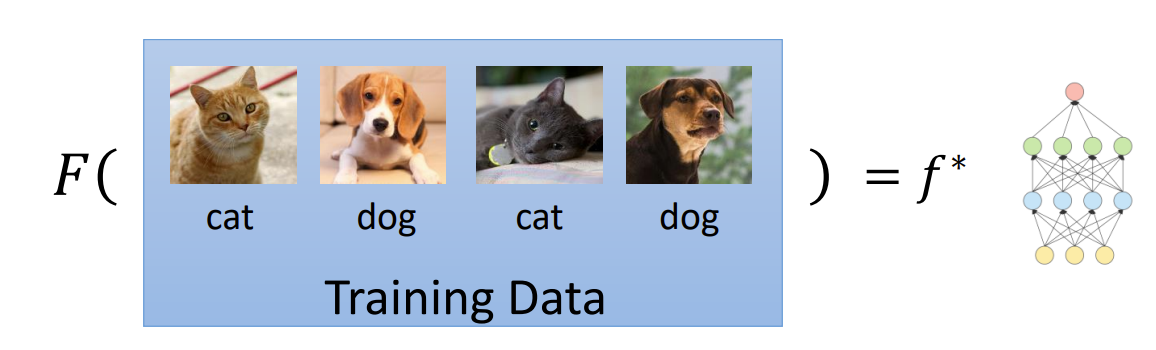 F( ) = f*
cat dog cat dog
Training Data